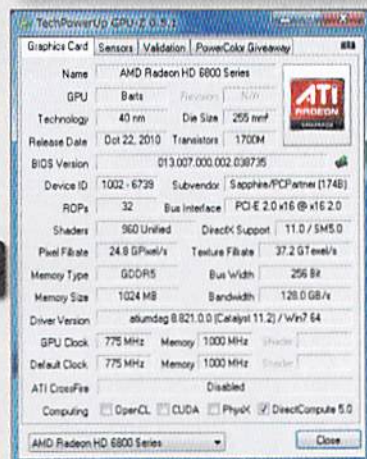 TechPowerUp GPU-Z 0.5.1
Graphics Card Sensors Validation PowerColor Giveaway
Name AMD Radeon HD 6800 Series
GPU Barts Revision N/A
Technology 40 nm Die Size 255 mm²
Release Date Oct 22, 2010 Transistors 1700M
BIOS Version 013.007.000.002.038735
Device ID 1002 - 6739 Subvendor Sapphire/PCPartner (174B)
ROPs 32 Bus Interface PCI-E 2.0 x16 @ x16 2.0
Shaders 960 Unified DirectX Support 11.0 / SM5.0
Pixel Fillrate 24.8 GPixel/s Texture Fillrate 37.2 GTexel/s
Memory Type GDDR5 Bus Width 256 Bit
Memory Size 1024 MB Bandwidth 128.0 GB/s
Driver Version atiumdag 8.821.0.0 (Catalyst 11.2) / Win7 64
GPU Clock 775 MHz Memory 1000 MHz Shader
Default Clock 775 MHz Memory 1000 MHz Shader
ATI CrossFire Disabled
Computing OpenCL CUDA PhysX DirectCompute 5.0
AMD Radeon HD 6800 Series Close
ATI
RADEON